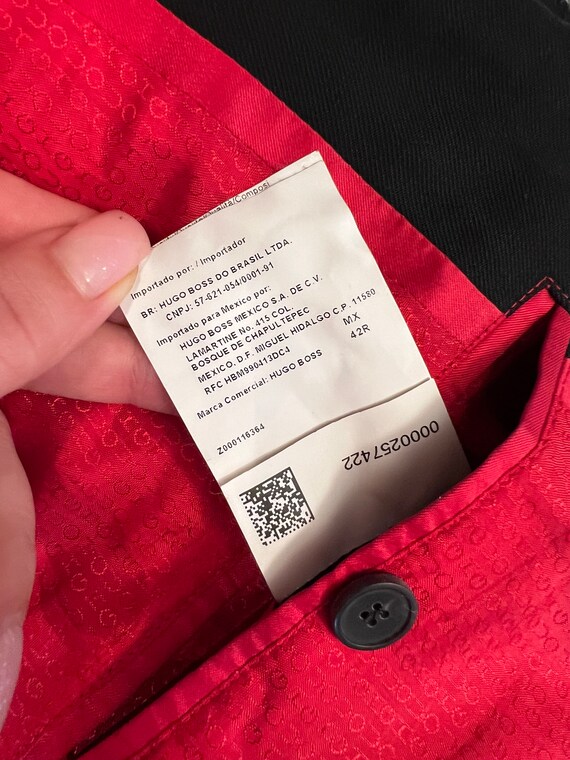 Importado por: / Importador
BR: HUGO BOSS DO BRASIL LTDA.
CNPJ: 57-021-054/0001-91
Importado para Mexico por:
HUGO BOSS MEXICO S.A. DE C.V.
LAMARTINE No. 415 COL.
BOSQUE DE CHAPULTEPEC
MEXICO, D.F. MIGUEL HIDALGO C.P. 11580
RFC HBM990413DC4 MX
42R
Marca Comercial: HUGO BOSS
Z000116364
0000257422